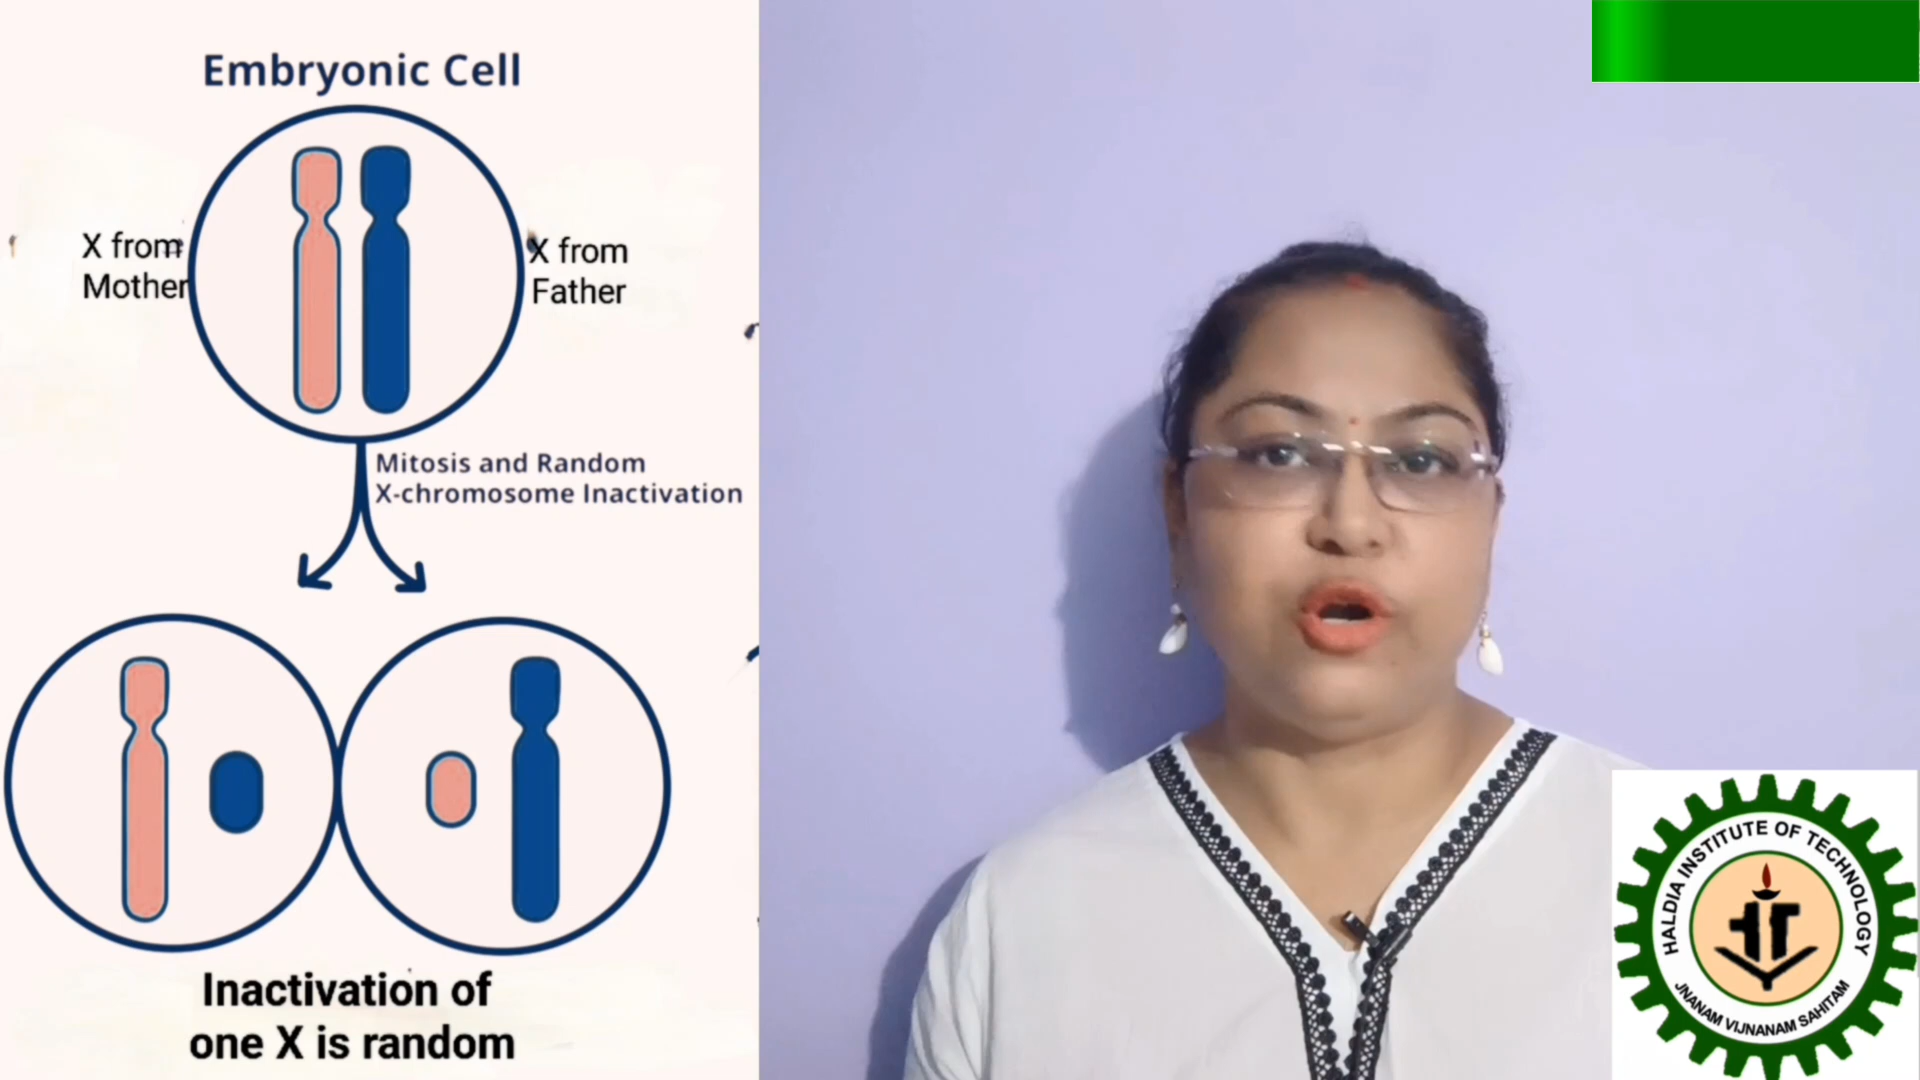 Embryonic Cell
X from
Mother
X from
Father
Mitosis and Random
X-chromosome Inactivation
Inactivation of
one X is random
HALDIA INSTITUTE OF TECHNOLOGY
JNANAM VIJNANAM SAHITAM